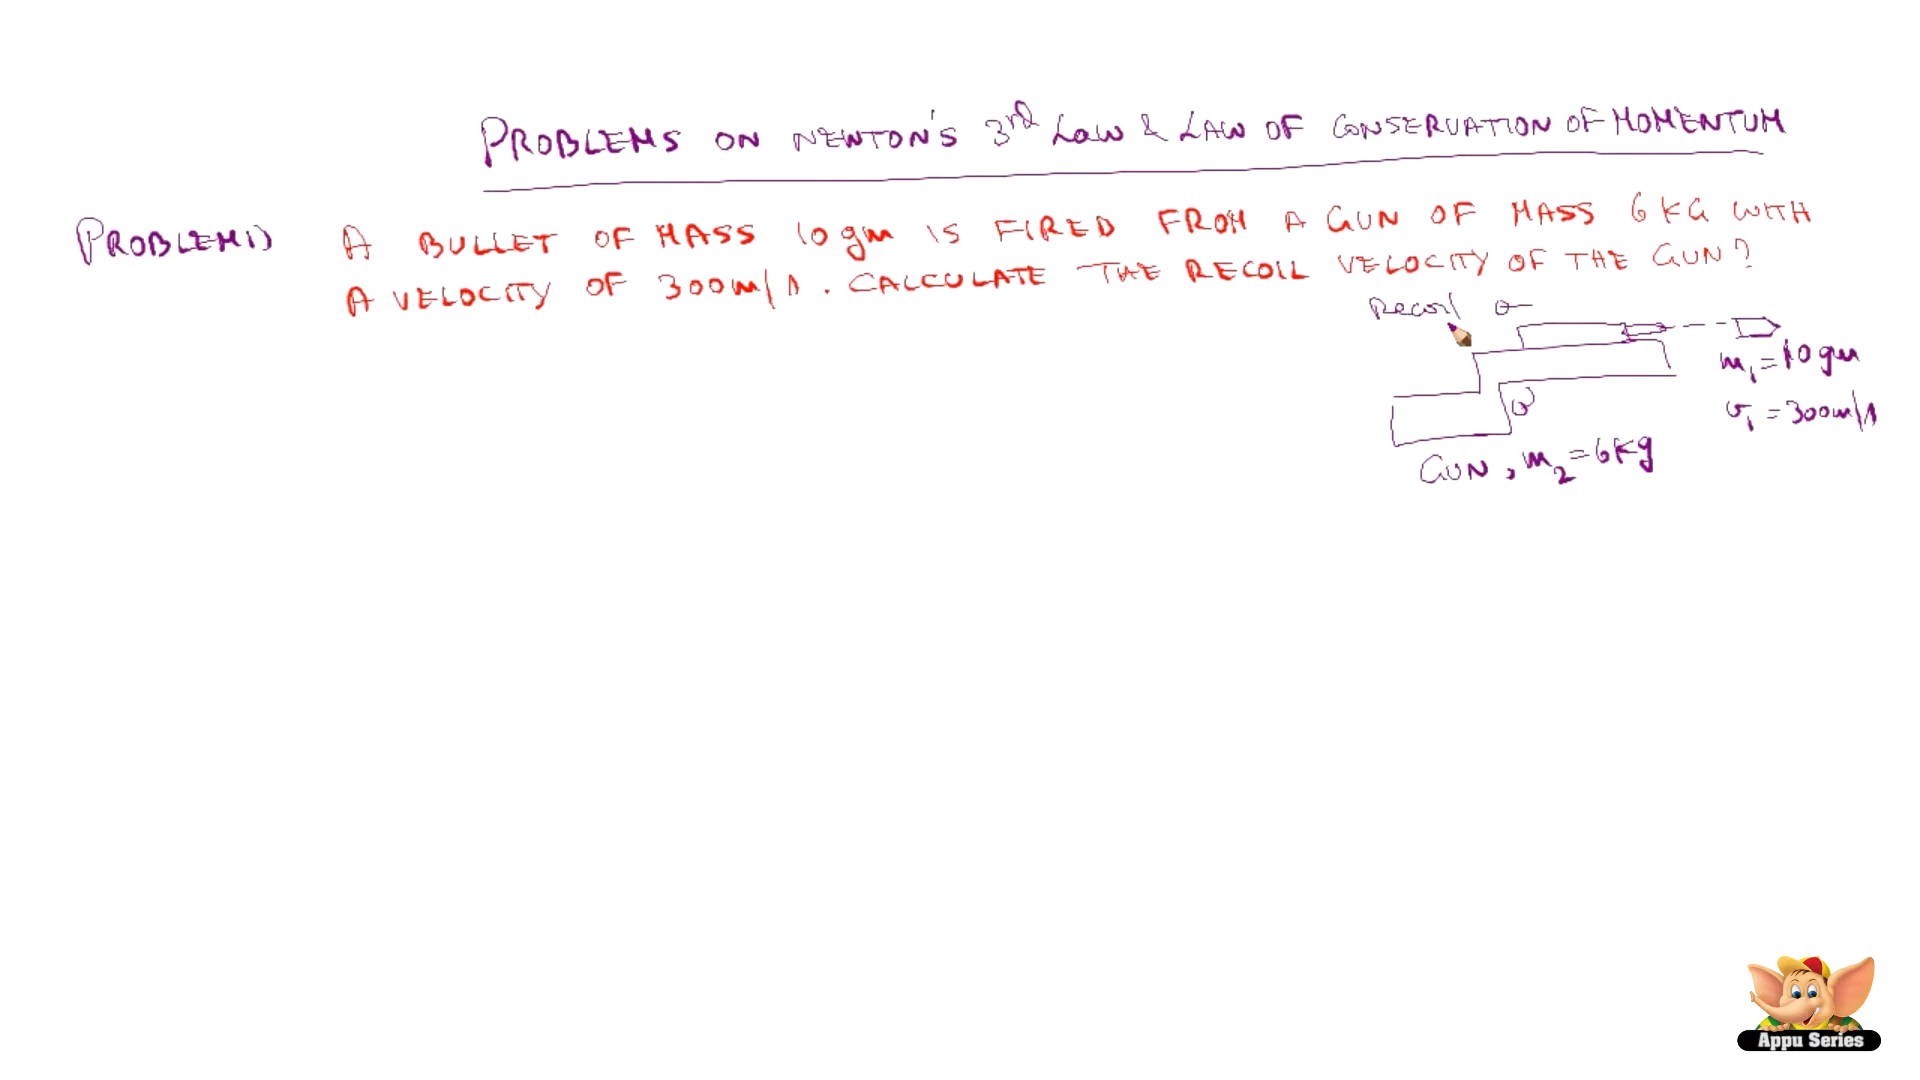 PROBLEMS ON NEWTON'S 3rd LAW & LAW OF CONSERVATION OF MOMENTUM
PROBLEM 1) A BULLET OF MASS 10 gm IS FIRED FROM A GUN OF MASS 6 KG WITH
A VELOCITY OF 300m/s. CALCULATE THE RECOIL VELOCITY OF THE GUN?
Recoil
m₁ = 10 gm
v₁ = 300m/s
GUN, m₂ = 6kg
Appu Series